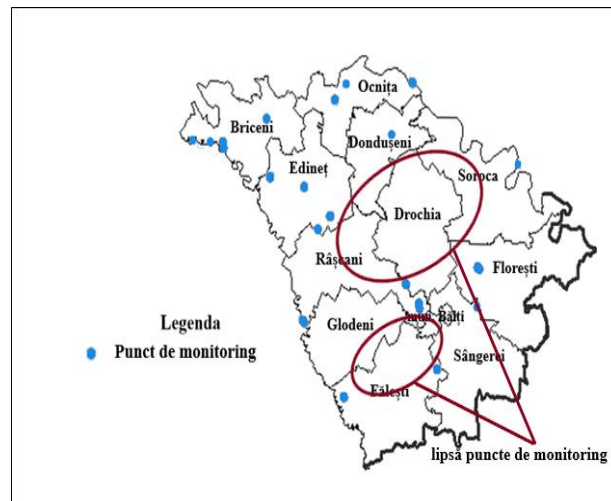 Ocnița
Briceni
Dondușeni
Edineț
Soroca
Drochia
Râșcani
Florești
Legenda
Punct de monitoring
Glodeni
Bălți
Sângerei
Fălești
lipsă puncte de monitoring